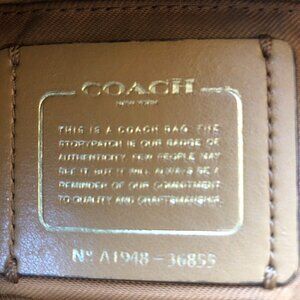 COACH
NEW YORK
THIS IS A COACH BAG. THE
STORYPATCH IS OUR BADGE OF
AUTHENTICITY. FEW PEOPLE MAY
SEE IT BUT IT WILL ALWAYS BE A
REMINDER OF OUR COMMITMENT
TO QUALITY AND CRAFTSMANSHIP.
Nº A1948-36855